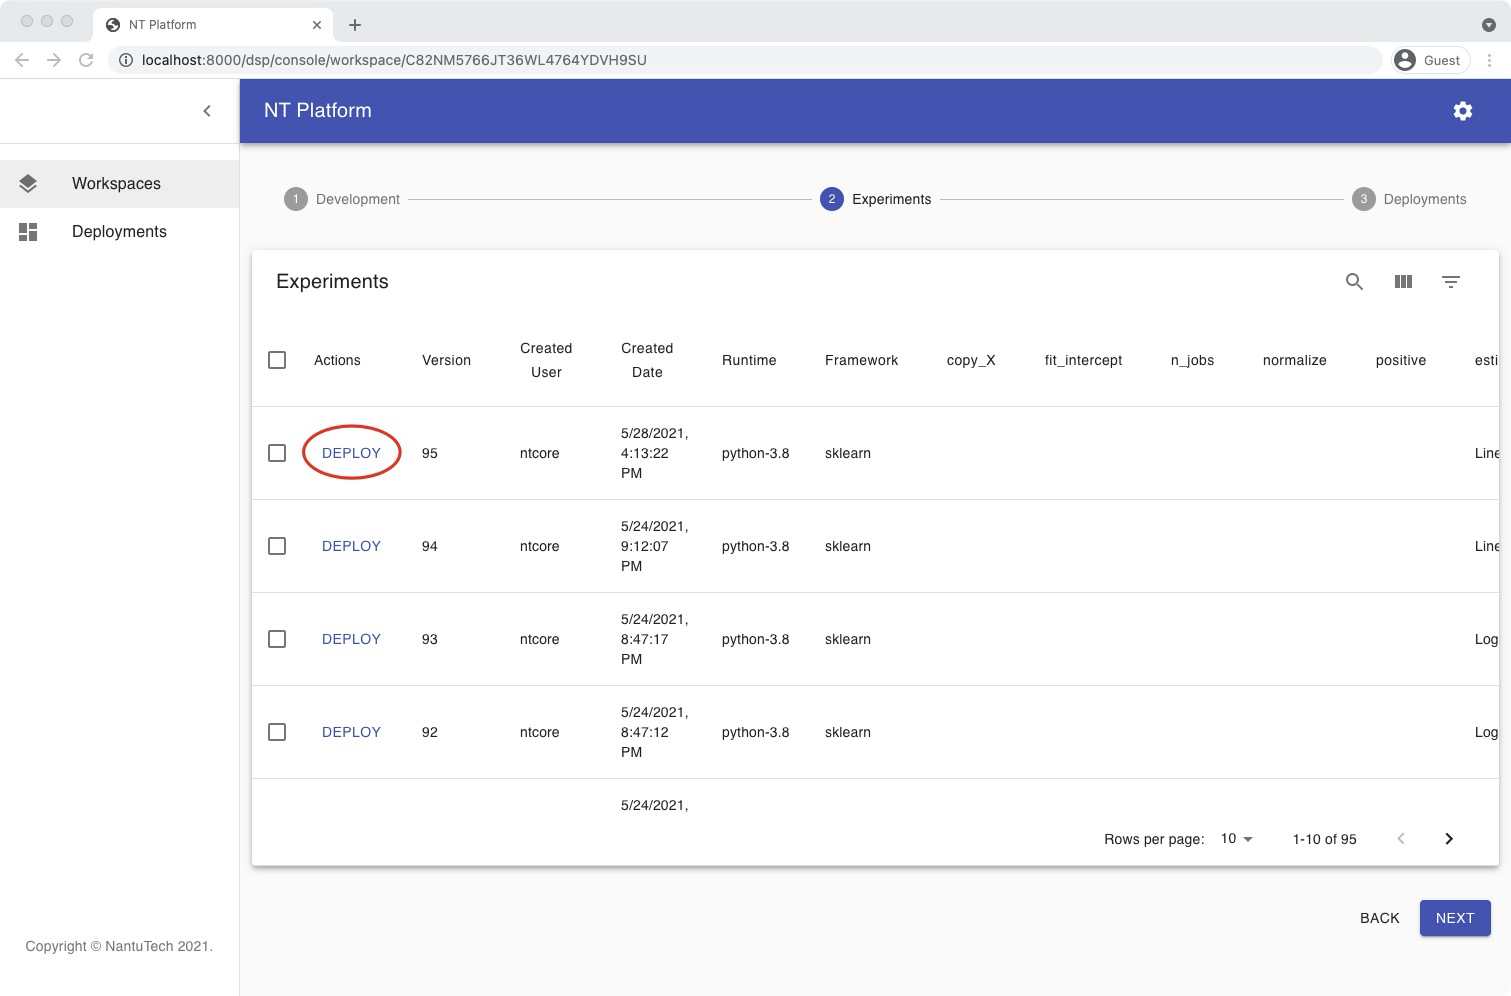 NT Platform
localhost:8000/dsp/console/workspace/C82NM5766JT36WL4764YDVH9SU
Guest
NT Platform
Workspaces
Deployments
1 Development
2 Experiments
3 Deployments
Experiments
Actions Version Created User Created Date Runtime Framework copy_X fit_intercept n_jobs normalize positive esti
DEPLOY 95 ntcore 5/28/2021, 4:13:22 PM python-3.8 sklearn Line
DEPLOY 94 ntcore 5/24/2021, 9:12:07 PM python-3.8 sklearn Line
DEPLOY 93 ntcore 5/24/2021, 8:47:17 PM python-3.8 sklearn Log
DEPLOY 92 ntcore 5/24/2021, 8:47:12 PM python-3.8 sklearn Log
5/24/2021,
Rows per page: 10 1-10 of 95
BACK NEXT
Copyright © NantuTech 2021.